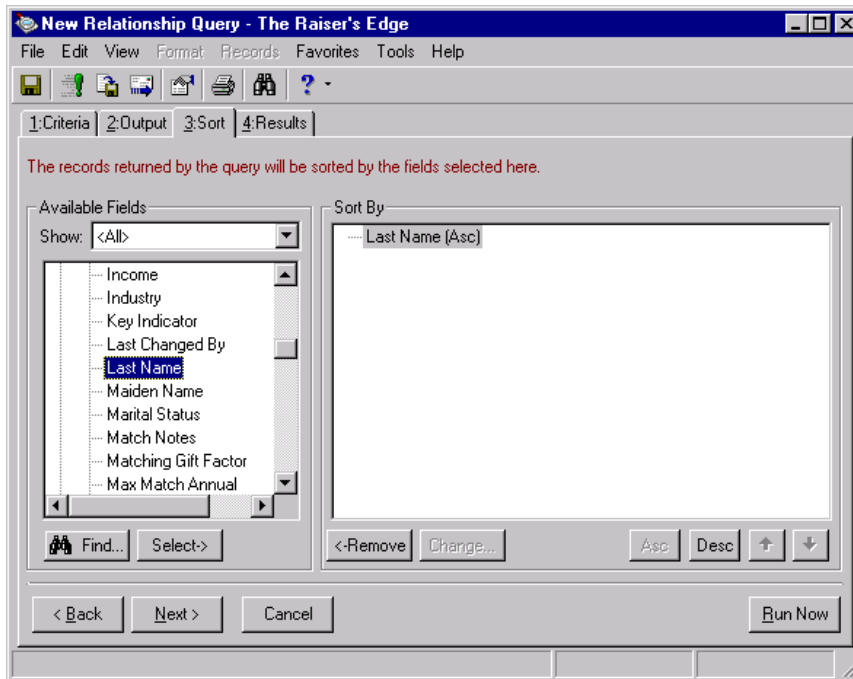 New Relationship Query - The Raiser's Edge
File Edit View Format Records Favorites Tools Help
1:Criteria 2:Output 3:Sort 4:Results
The records returned by the query will be sorted by the fields selected here.
Available Fields
Show: <All>
Income
Industry
Key Indicator
Last Changed By
Last Name
Maiden Name
Marital Status
Match Notes
Matching Gift Factor
Max Match Annual
Find... Select->
Sort By
Last Name (Asc)
<-Remove Change... Asc Desc
< Back Next > Cancel Run Now